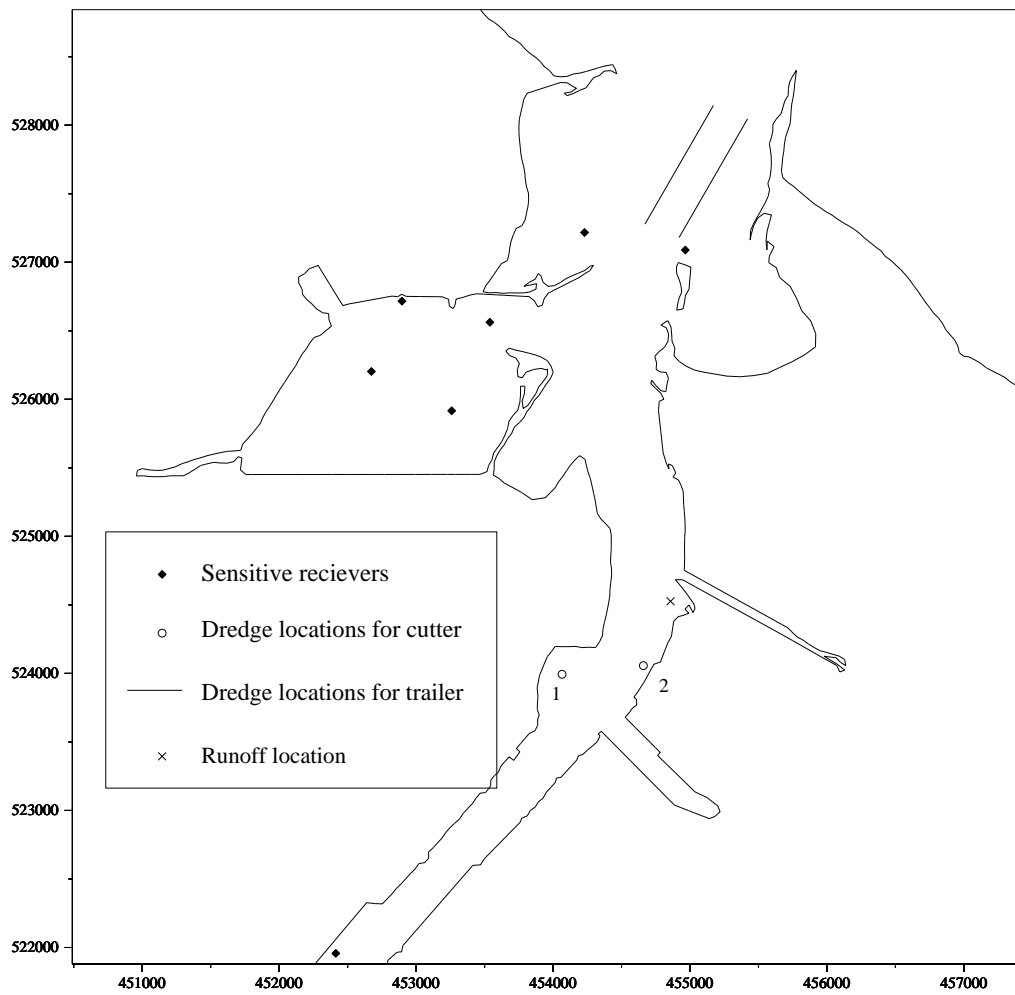 528000
527000
526000
525000
524000
523000
522000
Sensitive recievers
Dredge locations for cutter
Dredge locations for trailer
Runoff location
1
2
451000 452000 453000 454000 455000 456000 457000